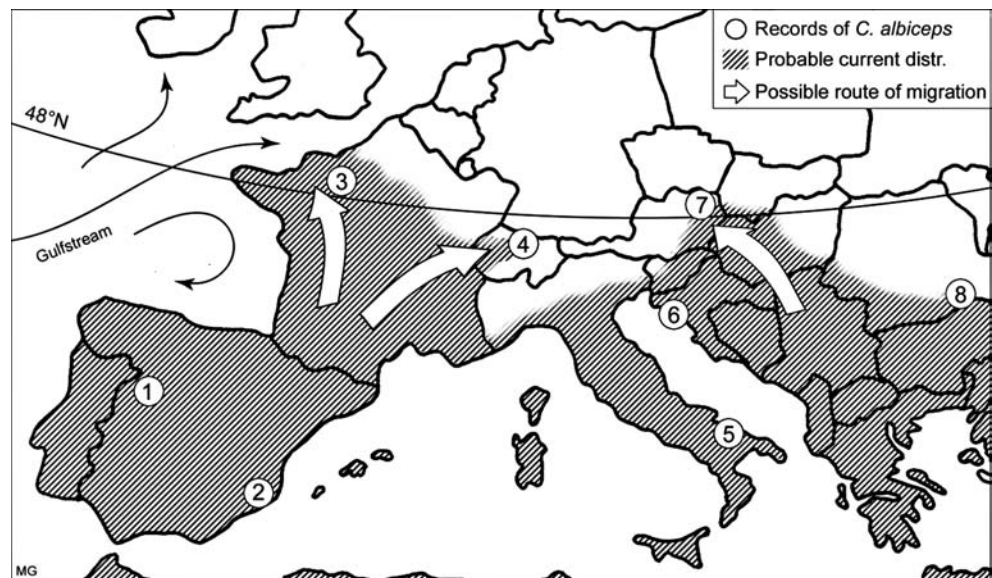 Records of C. albiceps
Probable current distr.
Possible route of migration
48°N
Gulfstream
3
7
4
8
6
1
5
2
MG